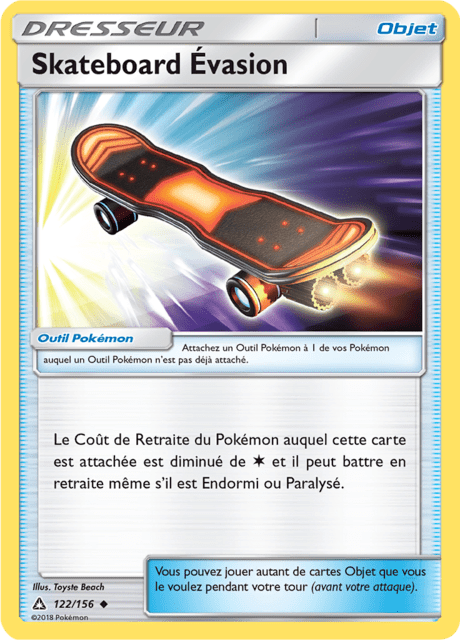 DRESSEUR
Objet
Skateboard Évasion
Outil Pokémon
Attachez un Outil Pokémon à 1 de vos Pokémon
auquel un Outil Pokémon n'est pas déjà attaché.
Le Coût de Retraite du Pokémon auquel cette carte
est attachée est diminué de ✶ et il peut battre en
retraite même s'il est Endormi ou Paralysé.
Vous pouvez jouer autant de cartes Objet que vous
le voulez pendant votre tour (avant votre attaque).
Illus. Toyste Beach
122/156 ◆
©2018 Pokémon